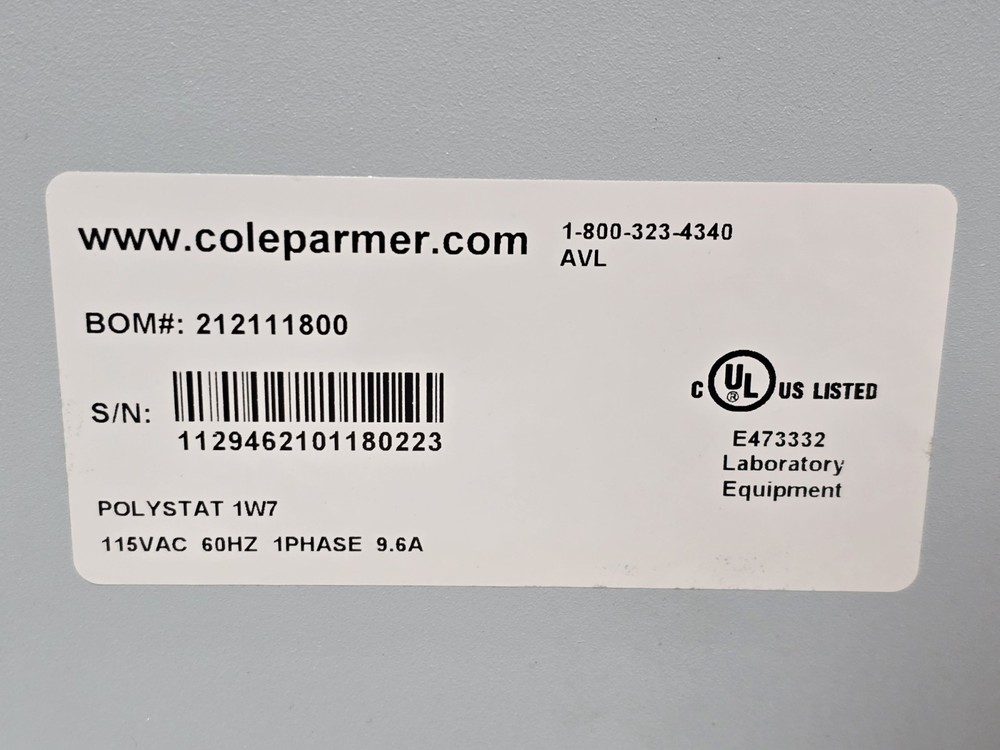 www.coleparmer.com 1-800-323-4340
AVL
BOM#: 212111800
S/N:
1129462101180223
C UL ® US LISTED
E473332
Laboratory
Equipment
POLYSTAT 1W7
115VAC 60HZ 1PHASE 9.6A